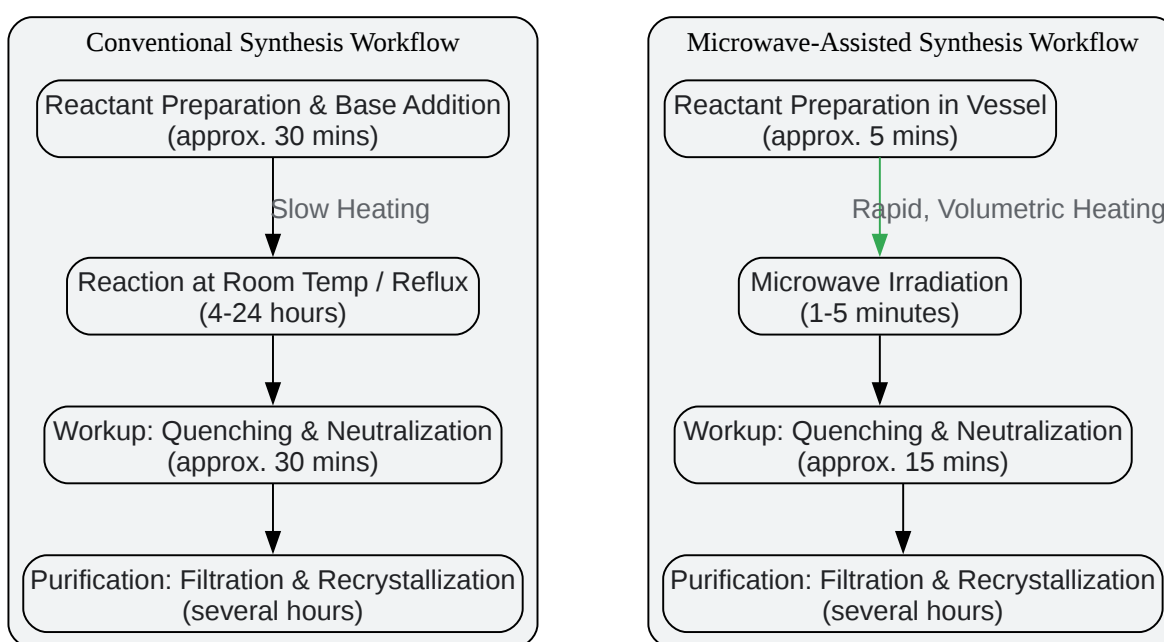 Conventional Synthesis Workflow
Reactant Preparation & Base Addition
(approx. 30 mins)
Slow Heating
Reaction at Room Temp / Reflux
(4-24 hours)
Workup: Quenching & Neutralization
(approx. 30 mins)
Purification: Filtration & Recrystallization
(several hours)
Microwave-Assisted Synthesis Workflow
Reactant Preparation in Vessel
(approx. 5 mins)
Rapid, Volumetric Heating
Microwave Irradiation
(1-5 minutes)
Workup: Quenching & Neutralization
(approx. 15 mins)
Purification: Filtration & Recrystallization
(several hours)